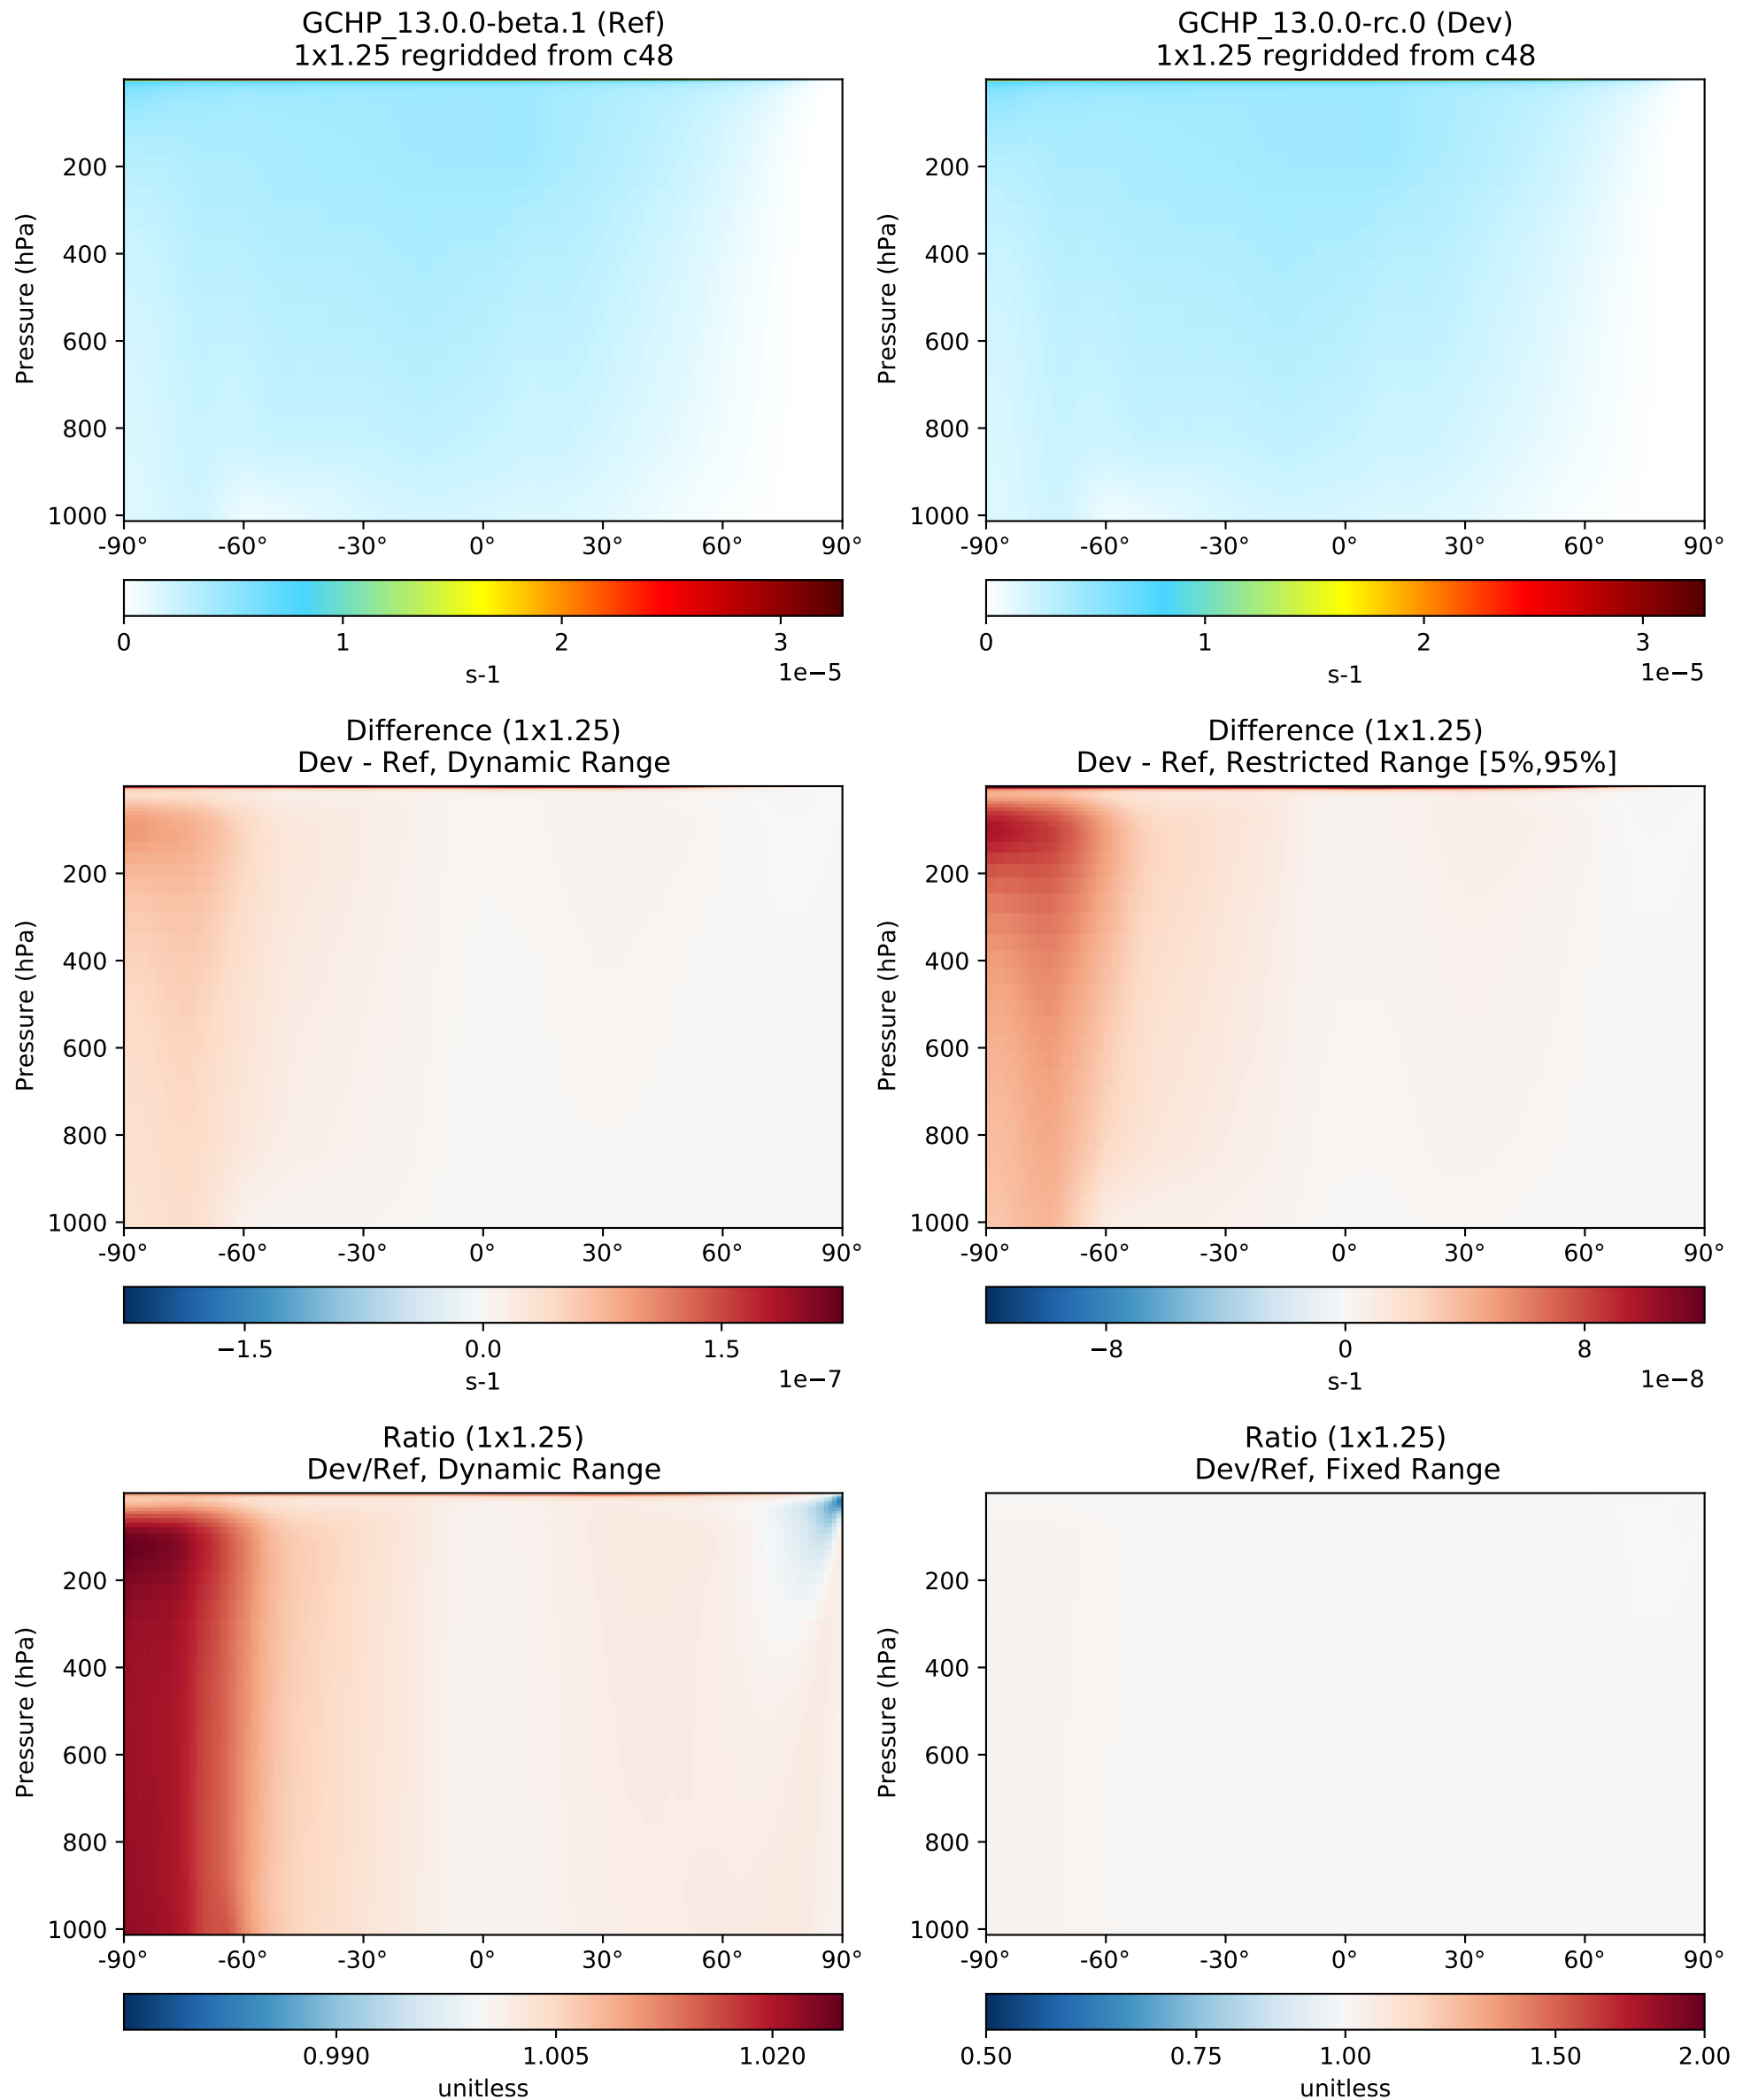 GCHP_13.0.0-beta.1 (Ref)
1x1.25 regridded from c48
Pressure (hPa)
200
400
600
800
1000
-90° -60° -30° 0° 30° 60° 90°
0 1 2 3
s-1
1e−5
GCHP_13.0.0-rc.0 (Dev)
1x1.25 regridded from c48
Pressure (hPa)
200
400
600
800
1000
-90° -60° -30° 0° 30° 60° 90°
0 1 2 3
s-1
1e−5
Difference (1x1.25)
Dev - Ref, Dynamic Range
Pressure (hPa)
200
400
600
800
1000
-90° -60° -30° 0° 30° 60° 90°
−1.5 0.0 1.5
s-1
1e−7
Difference (1x1.25)
Dev - Ref, Restricted Range [5%,95%]
Pressure (hPa)
200
400
600
800
1000
-90° -60° -30° 0° 30° 60° 90°
−8 0 8
s-1
1e−8
Ratio (1x1.25)
Dev/Ref, Dynamic Range
Pressure (hPa)
200
400
600
800
1000
-90° -60° -30° 0° 30° 60° 90°
0.990 1.005 1.020
unitless
Ratio (1x1.25)
Dev/Ref, Fixed Range
Pressure (hPa)
200
400
600
800
1000
-90° -60° -30° 0° 30° 60° 90°
0.50 0.75 1.00 1.50 2.00
unitless